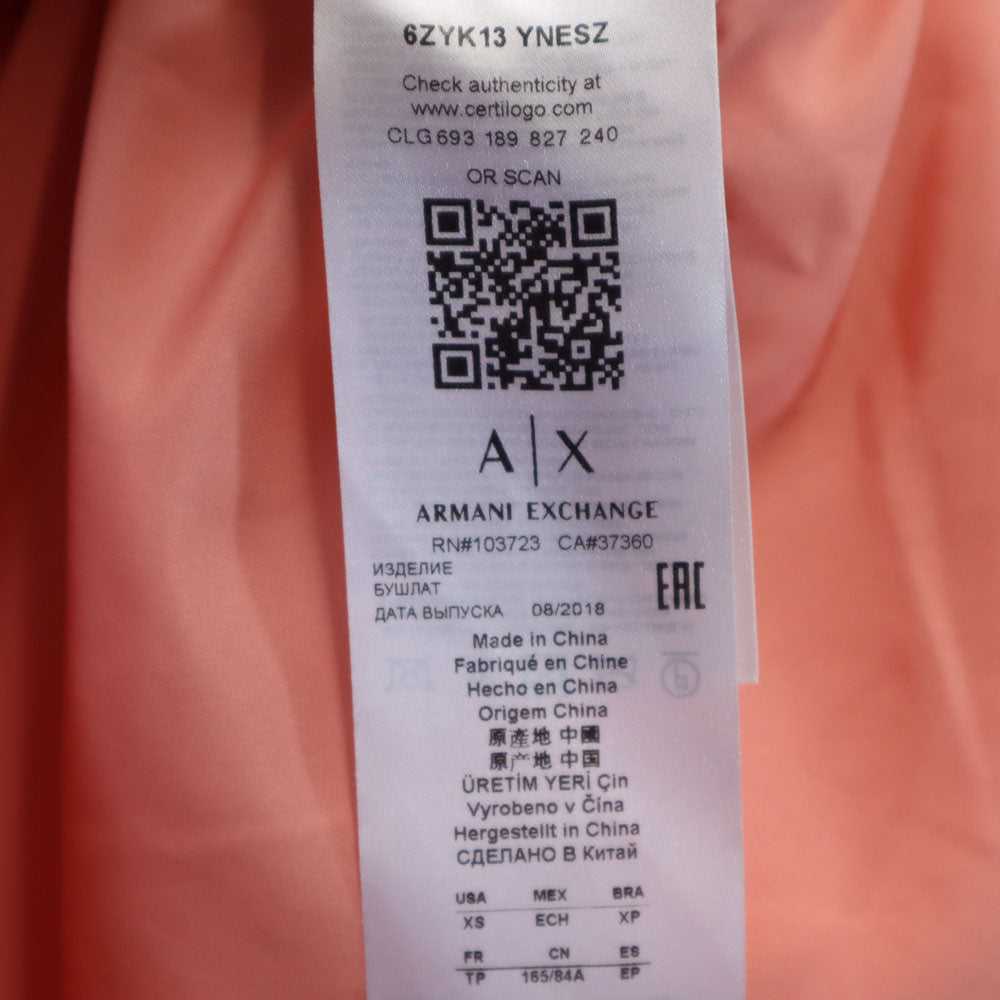 6ZYK13 YNESZ
Check authenticity at
www.certilogo.com
CLG 693 189 827 240
OR SCAN
A|X
ARMANI EXCHANGE
RN#103723 CA#37360
ИЗДЕЛИЕ
БУШЛАТ
ДАТА ВЫПУСКА 08/2018
EAC
Made in China
Fabriqué en Chine
Hecho en China
Origem China
原產地 中國
原产地 中国
ÜRETİM YERİ Çin
Vyrobeno v Čína
Hergestellt in China
СДЕЛАНО В Китай
USA MEX BRA
XS ECH XP
FR CN ES
TP 165/84A EP